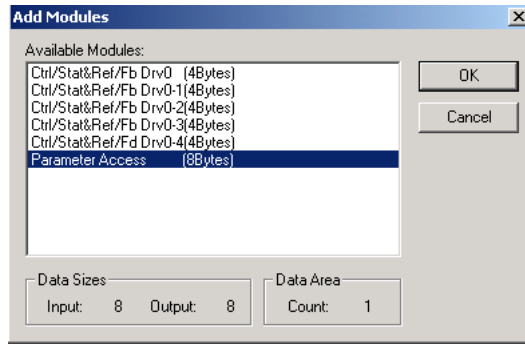 Add Modules
Available Modules:
Ctrl/Stat&Ref/Fb Drv0 (4Bytes)
Ctrl/Stat&Ref/Fb Drv0-1(4Bytes)
Ctrl/Stat&Ref/Fb Drv0-2(4Bytes)
Ctrl/Stat&Ref/Fb Drv0-3(4Bytes)
Ctrl/Stat&Ref/Fd Drv0-4(4Bytes)
Parameter Access (8Bytes)
OK
Cancel
Data Sizes
Input: 8 Output: 8
Data Area
Count: 1